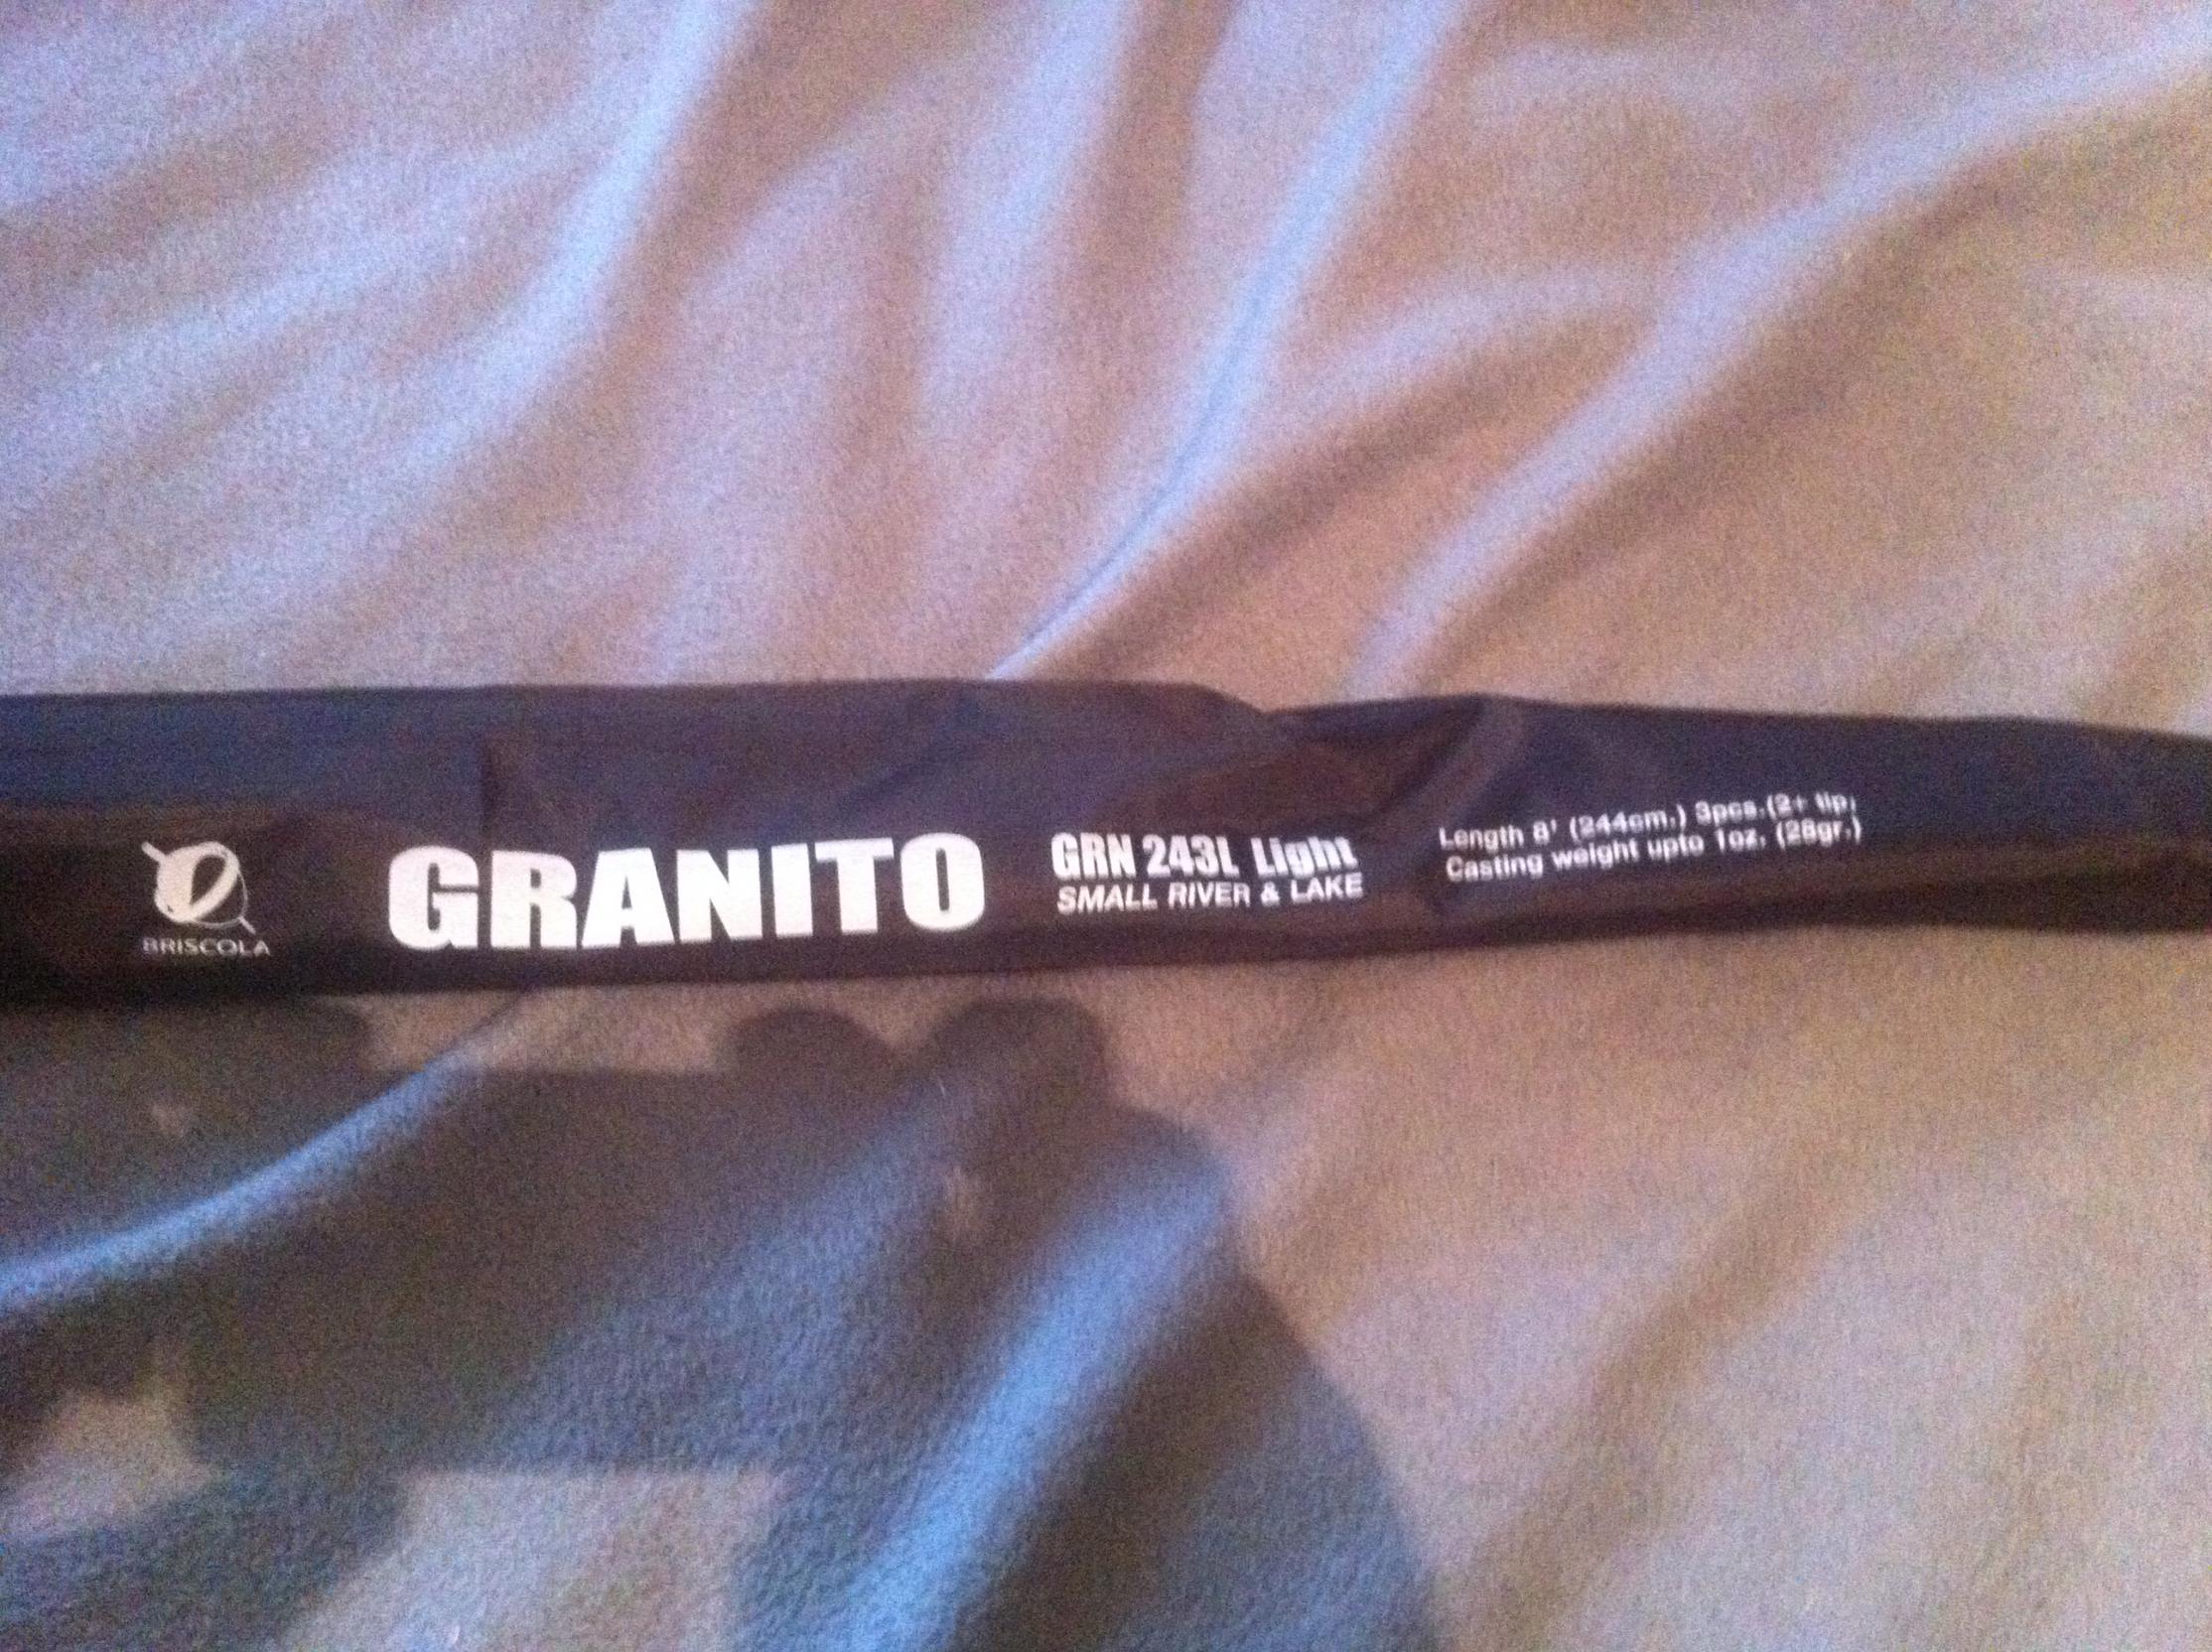 BRISCOLA
GRANITO
GRN 243L Light
SMALL RIVER & LAKE
Length 8' (244cm.) 3pcs.(2+ tip)
Casting weight upto 1oz. (28gr.)